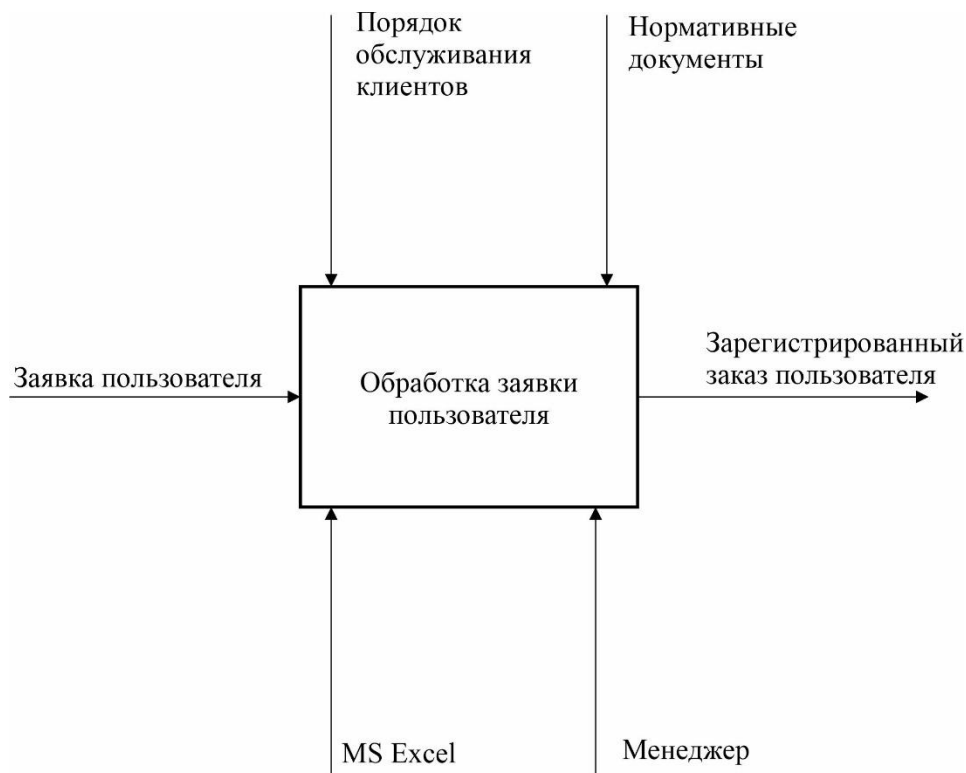 Порядок
обслуживания
клиентов
Нормативные
документы
Заявка пользователя
Обработка заявки
пользователя
Зарегистрированный
заказ пользователя
MS Excel
Менеджер